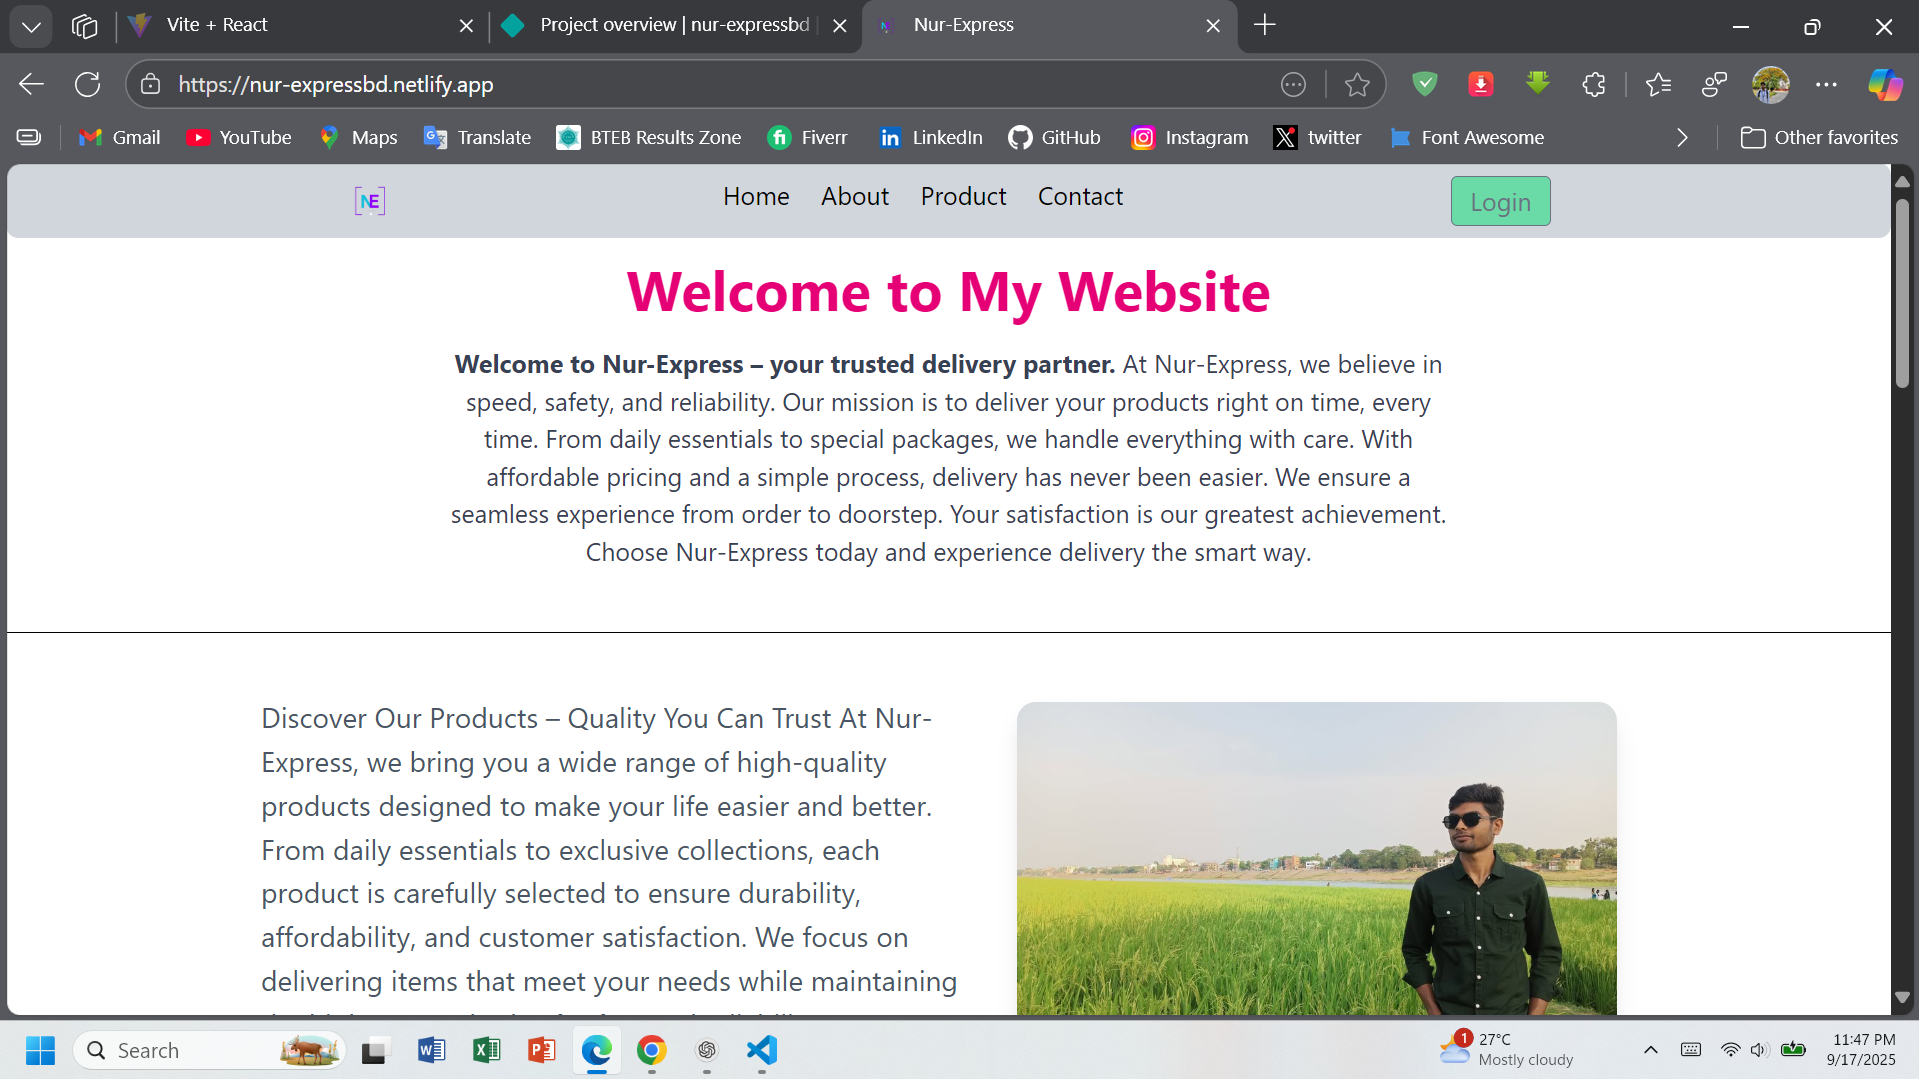 Vite + React
Project overview | nur-expressbd
Nur-Express
https://nur-expressbd.netlify.app
Gmail
YouTube
Maps
Translate
BTEB Results Zone
Fiverr
LinkedIn
GitHub
Instagram
twitter
Font Awesome
Other favorites
NE
Home
About
Product
Contact
Login
Welcome to My Website
Welcome to Nur-Express – your trusted delivery partner. At Nur-Express, we believe in
speed, safety, and reliability. Our mission is to deliver your products right on time, every
time. From daily essentials to special packages, we handle everything with care. With
affordable pricing and a simple process, delivery has never been easier. We ensure a
seamless experience from order to doorstep. Your satisfaction is our greatest achievement.
Choose Nur-Express today and experience delivery the smart way.
Discover Our Products – Quality You Can Trust At Nur-
Express, we bring you a wide range of high-quality
products designed to make your life easier and better.
From daily essentials to exclusive collections, each
product is carefully selected to ensure durability,
affordability, and customer satisfaction. We focus on
delivering items that meet your needs while maintaining
Search
1
27°C
Mostly cloudy
11:47 PM
9/17/2025